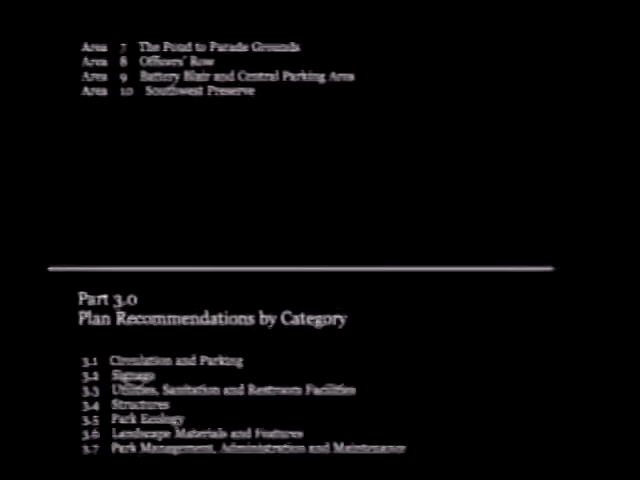 Area 7 The Pond to Parade Grounds
Area 8 Officers' Row
Area 9 Battery Blair and Central Parking Area
Area 10 Southwest Preserve
Part 3.0
Plan Recommendations by Category
3.1 Circulation and Parking
3.2 Signage
3.3 Utilities, Sanitation and Restroom Facilities
3.4 Structures
3.5 Park Ecology
3.6 Landscape Materials and Features
3.7 Park Management, Administration and Maintenance